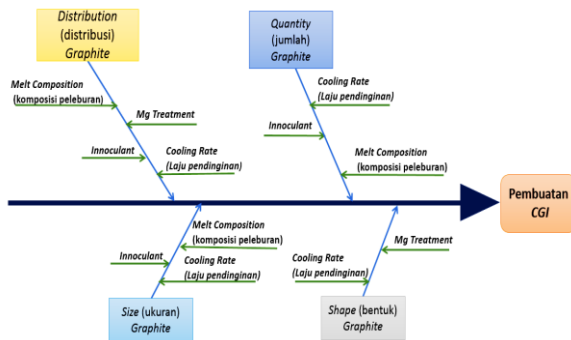 Distribution
(distribusi)
Graphite
Quantity
(jumlah)
Graphite
Melt Composition
(komposisi peleburan)
Mg Treatment
Innoculant
Cooling Rate
(Laju pendinginan)
Cooling Rate
(Laju pendinginan)
Innoculant
Melt Composition
(komposisi peleburan)
Pembuatan
CGI
Melt Composition
(komposisi peleburan)
Innoculant
Cooling Rate
(Laju pendinginan)
Size (ukuran)
Graphite
Mg Treatment
Cooling Rate
(Laju pendinginan)
Shape (bentuk)
Graphite